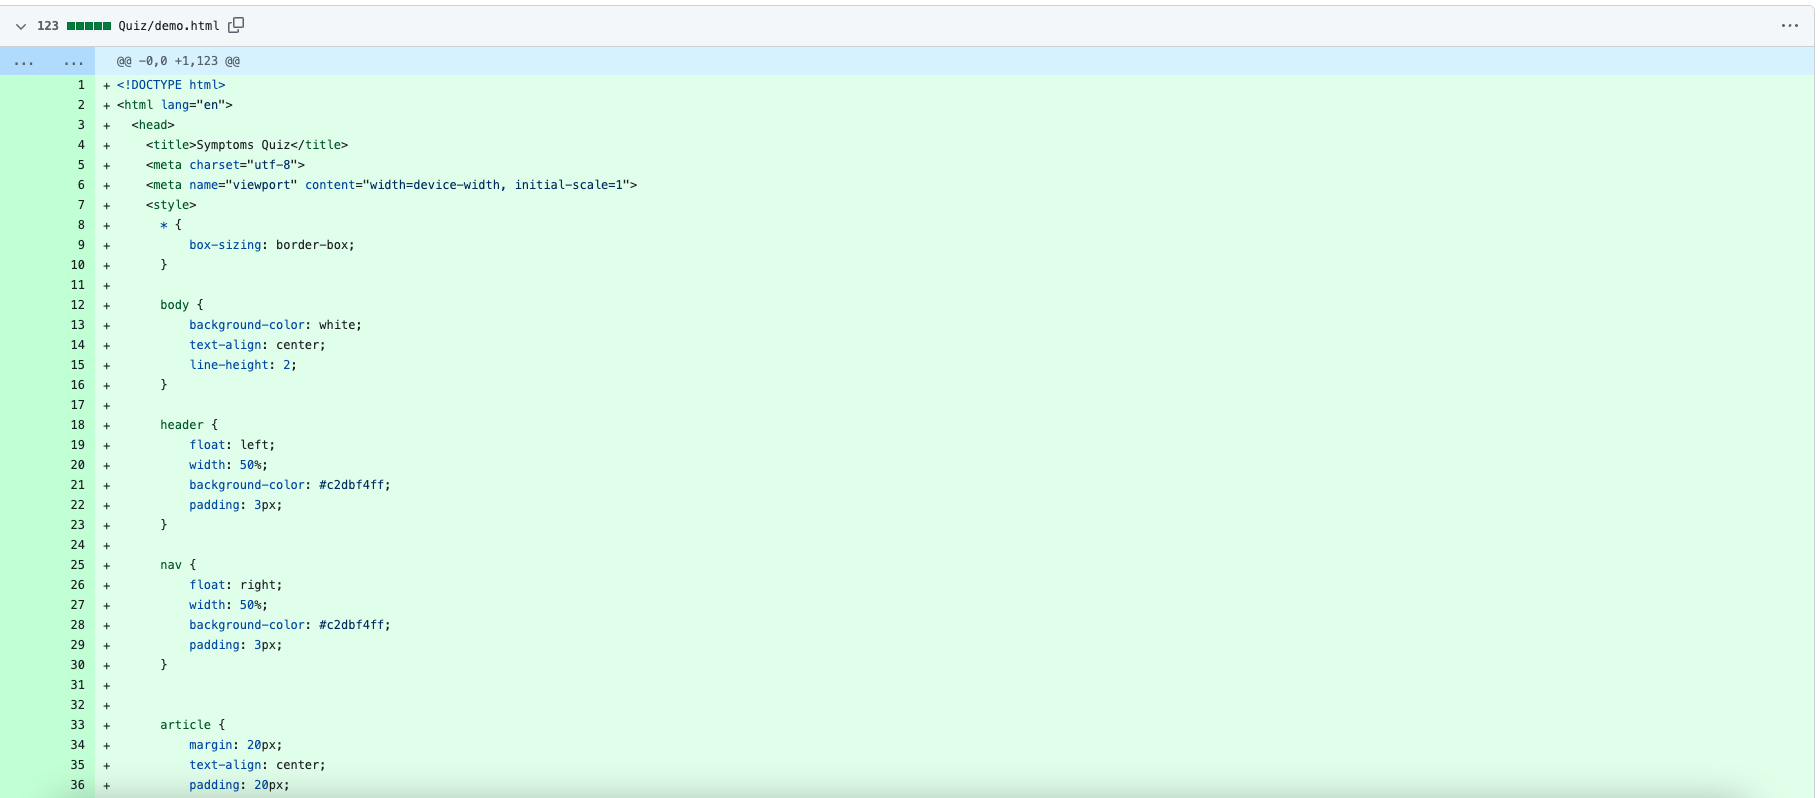 123 Quiz/demo.html
... ... @@ -0,0 +1,123 @@
1 + <!DOCTYPE html>
2 + <html lang="en">
3 +   <head>
4 +     <title>Symptoms Quiz</title>
5 +     <meta charset="utf-8">
6 +     <meta name="viewport" content="width=device-width, initial-scale=1">
7 +     <style>
8 +       * {
9 +           box-sizing: border-box;
10 +       }
11 +
12 +       body {
13 +           background-color: white;
14 +           text-align: center;
15 +           line-height: 2;
16 +       }
17 +
18 +       header {
19 +           float: left;
20 +           width: 50%;
21 +           background-color: #c2dbf4ff;
22 +           padding: 3px;
23 +       }
24 +
25 +       nav {
26 +           float: right;
27 +           width: 50%;
28 +           background-color: #c2dbf4ff;
29 +           padding: 3px;
30 +       }
31 +
32 +
33 +       article {
34 +           margin: 20px;
35 +           text-align: center;
36 +           padding: 20px;